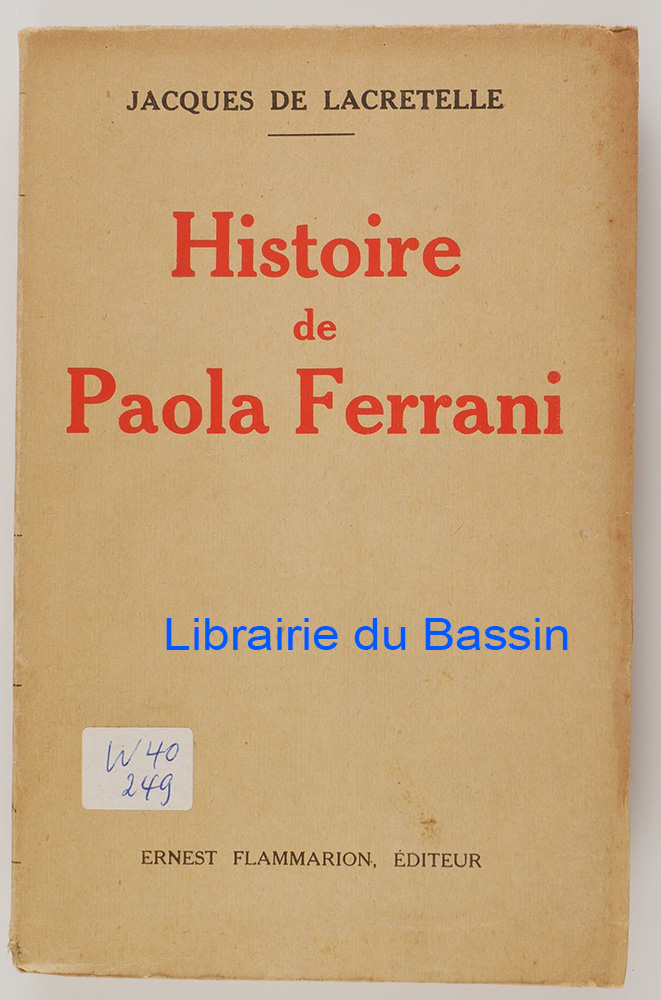 JACQUES DE LACRETELLE
Histoire
de
Paola Ferrani
Librairie du Bassin
W 40
249
ERNEST FLAMMARION, ÉDITEUR